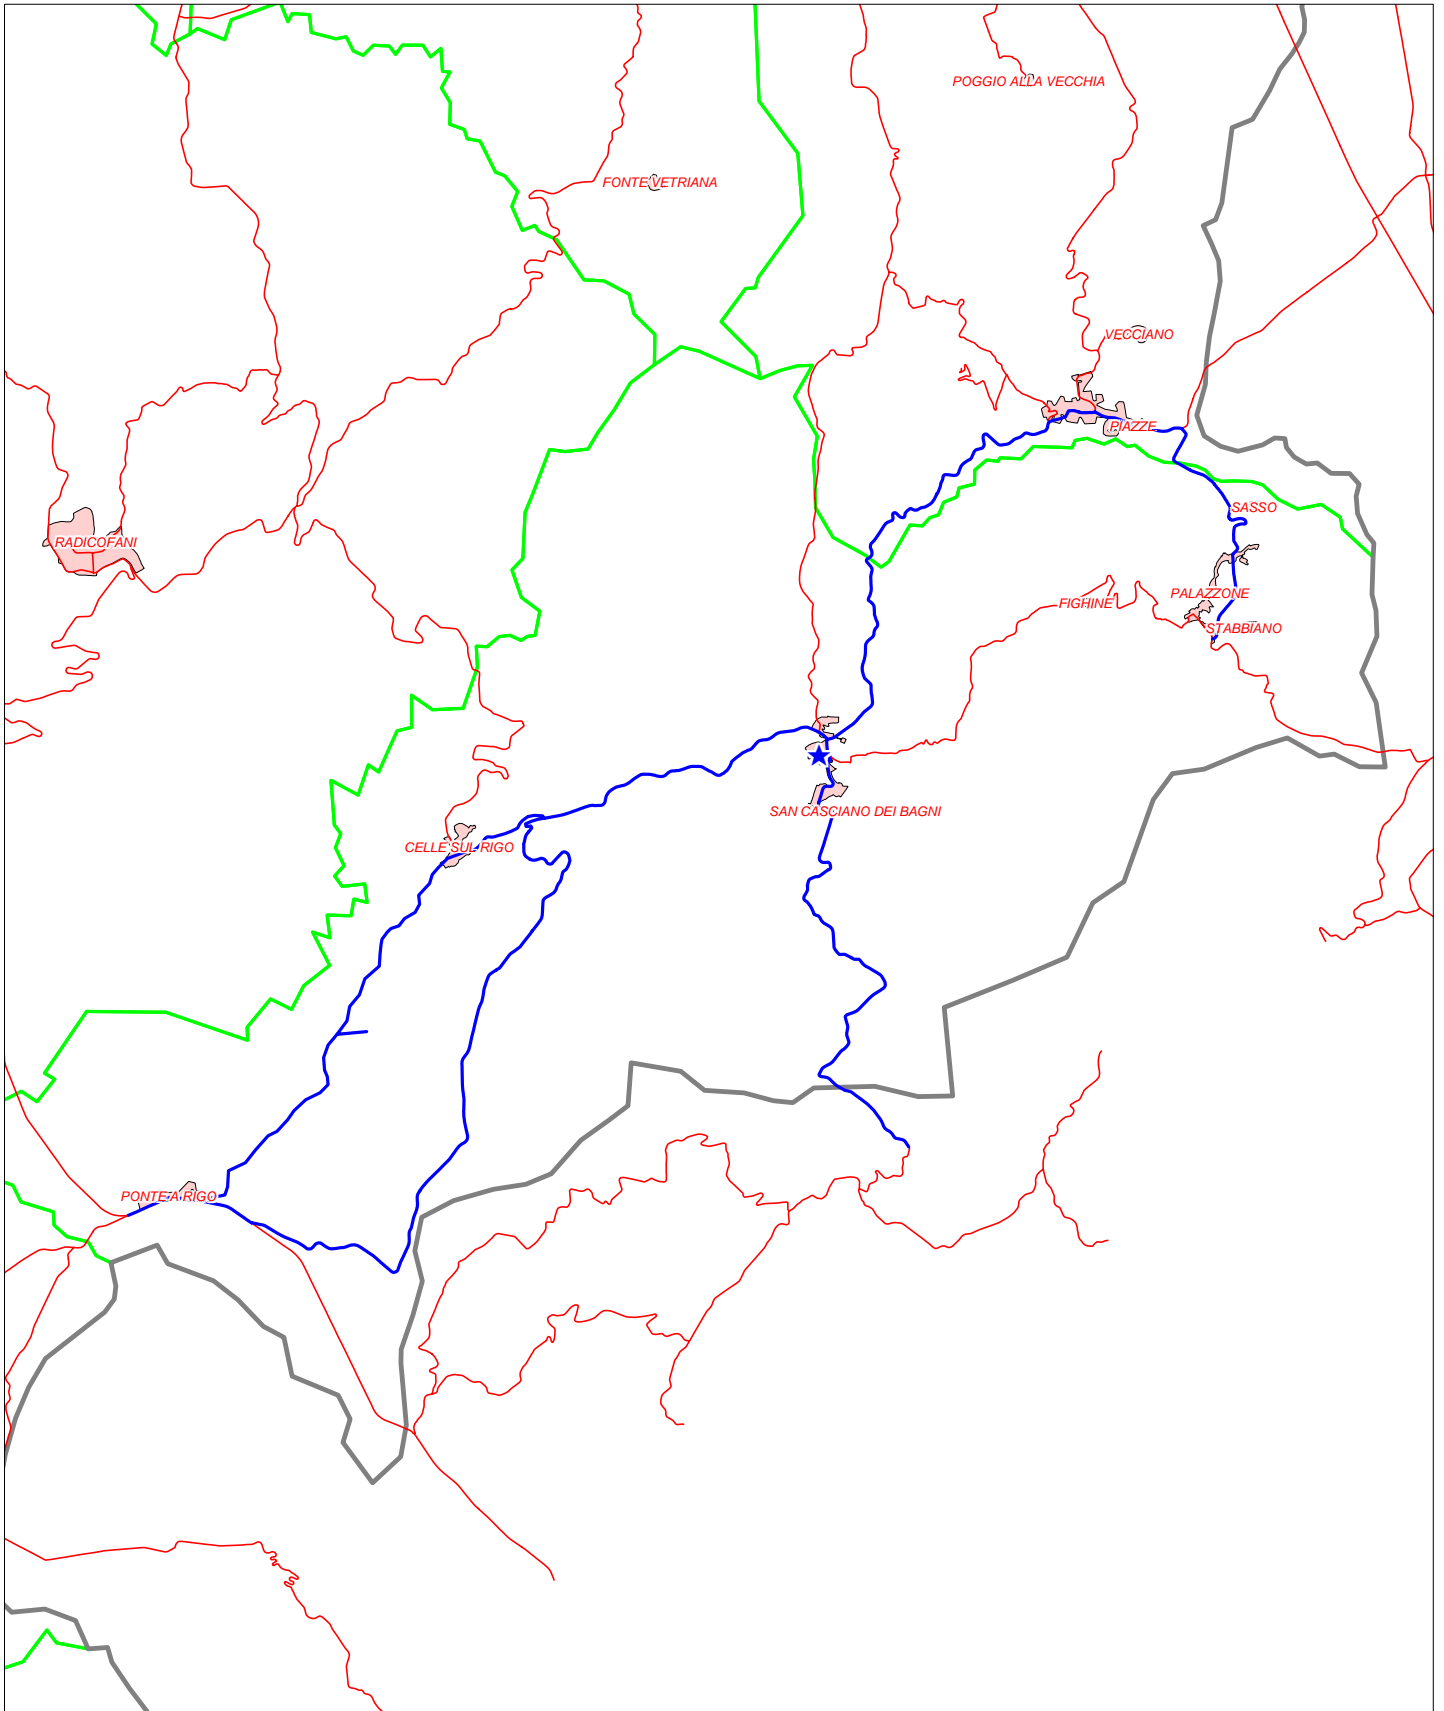 POGGIO ALLA VECCHIA
FONTE VETRIANA
VECCIANO
PIAZZE
SASSO
RADICOFANI
PALAZZONE
FIGHINE
STABBIANO
SAN CASCIANO DEI BAGNI
CELLE SUL RIGO
PONTE A RIGO